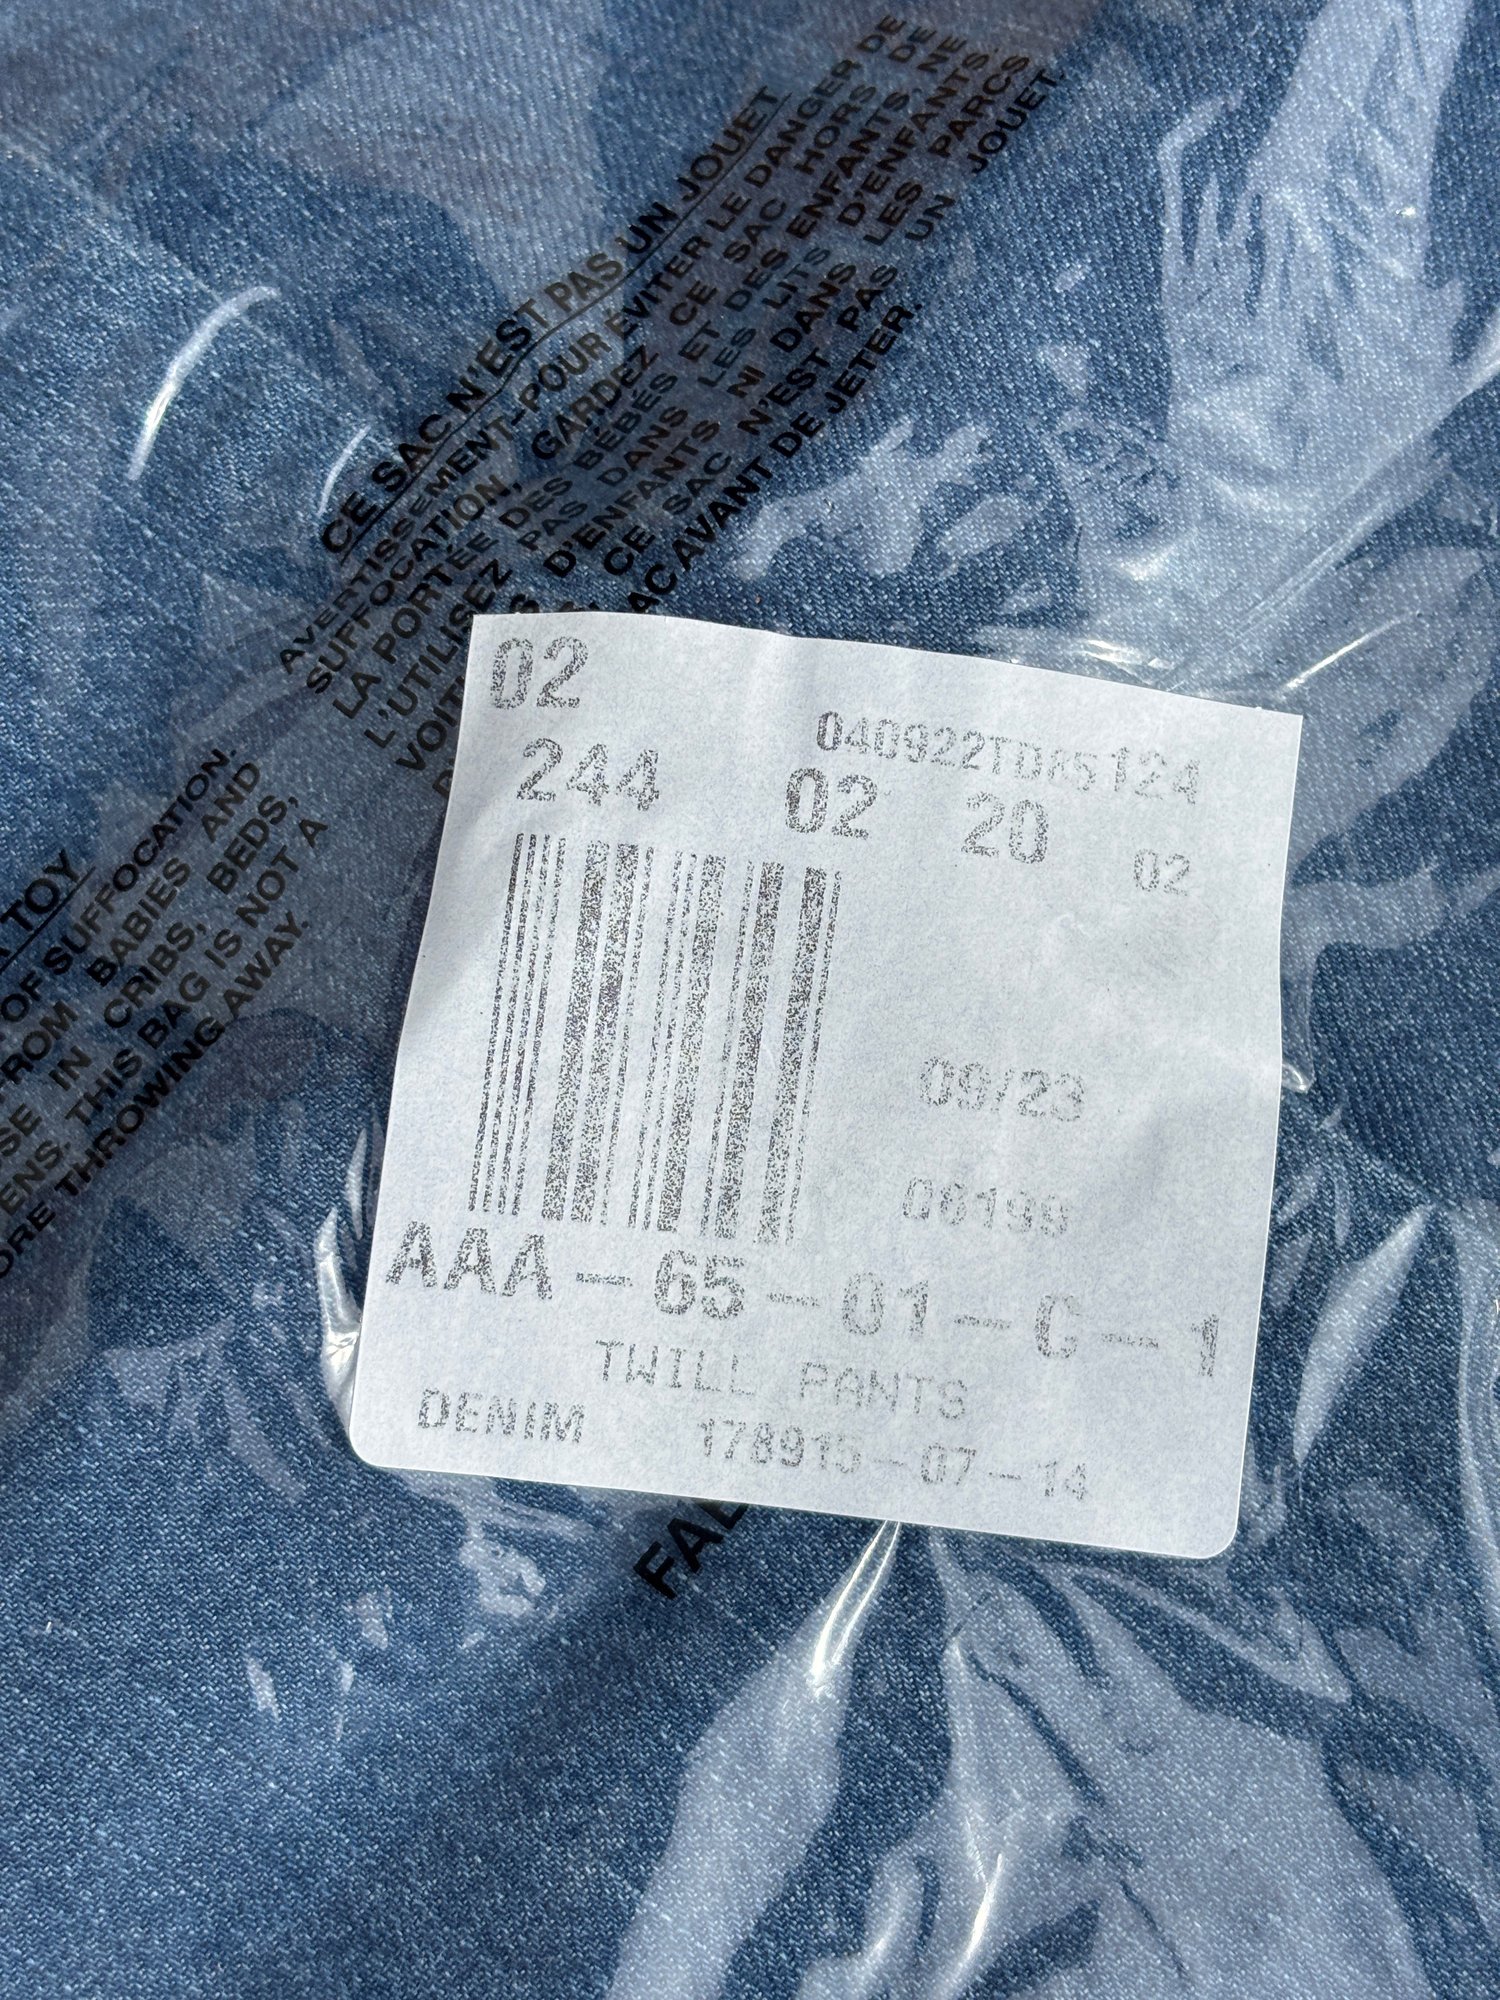 CE SAC N'EST PAS UN JOUET
AVERTISSEMENT-POUR ÉVITER LE DANGER DE
SUFFOCATION, GARDEZ CE SAC HORS DE
LA PORTÉE DES BÉBÉS ET DES ENFANTS. NE
L'UTILISEZ PAS DANS LES LITS D'ENFANTS,
D'ENFANTS NI DANS LES PARCS
CE SAC N'EST PAS UN JOUET.
AVANT DE JETER.
A TOY
OF SUFFOCATION.
FROM BABIES AND
IN CRIBS, BEDS,
THIS BAG IS NOT A
THROWING AWAY.
02
244 02 20 02
09/23
AAA-65-01-C-1
TWILL PANTS
DENIM 178915-07-14